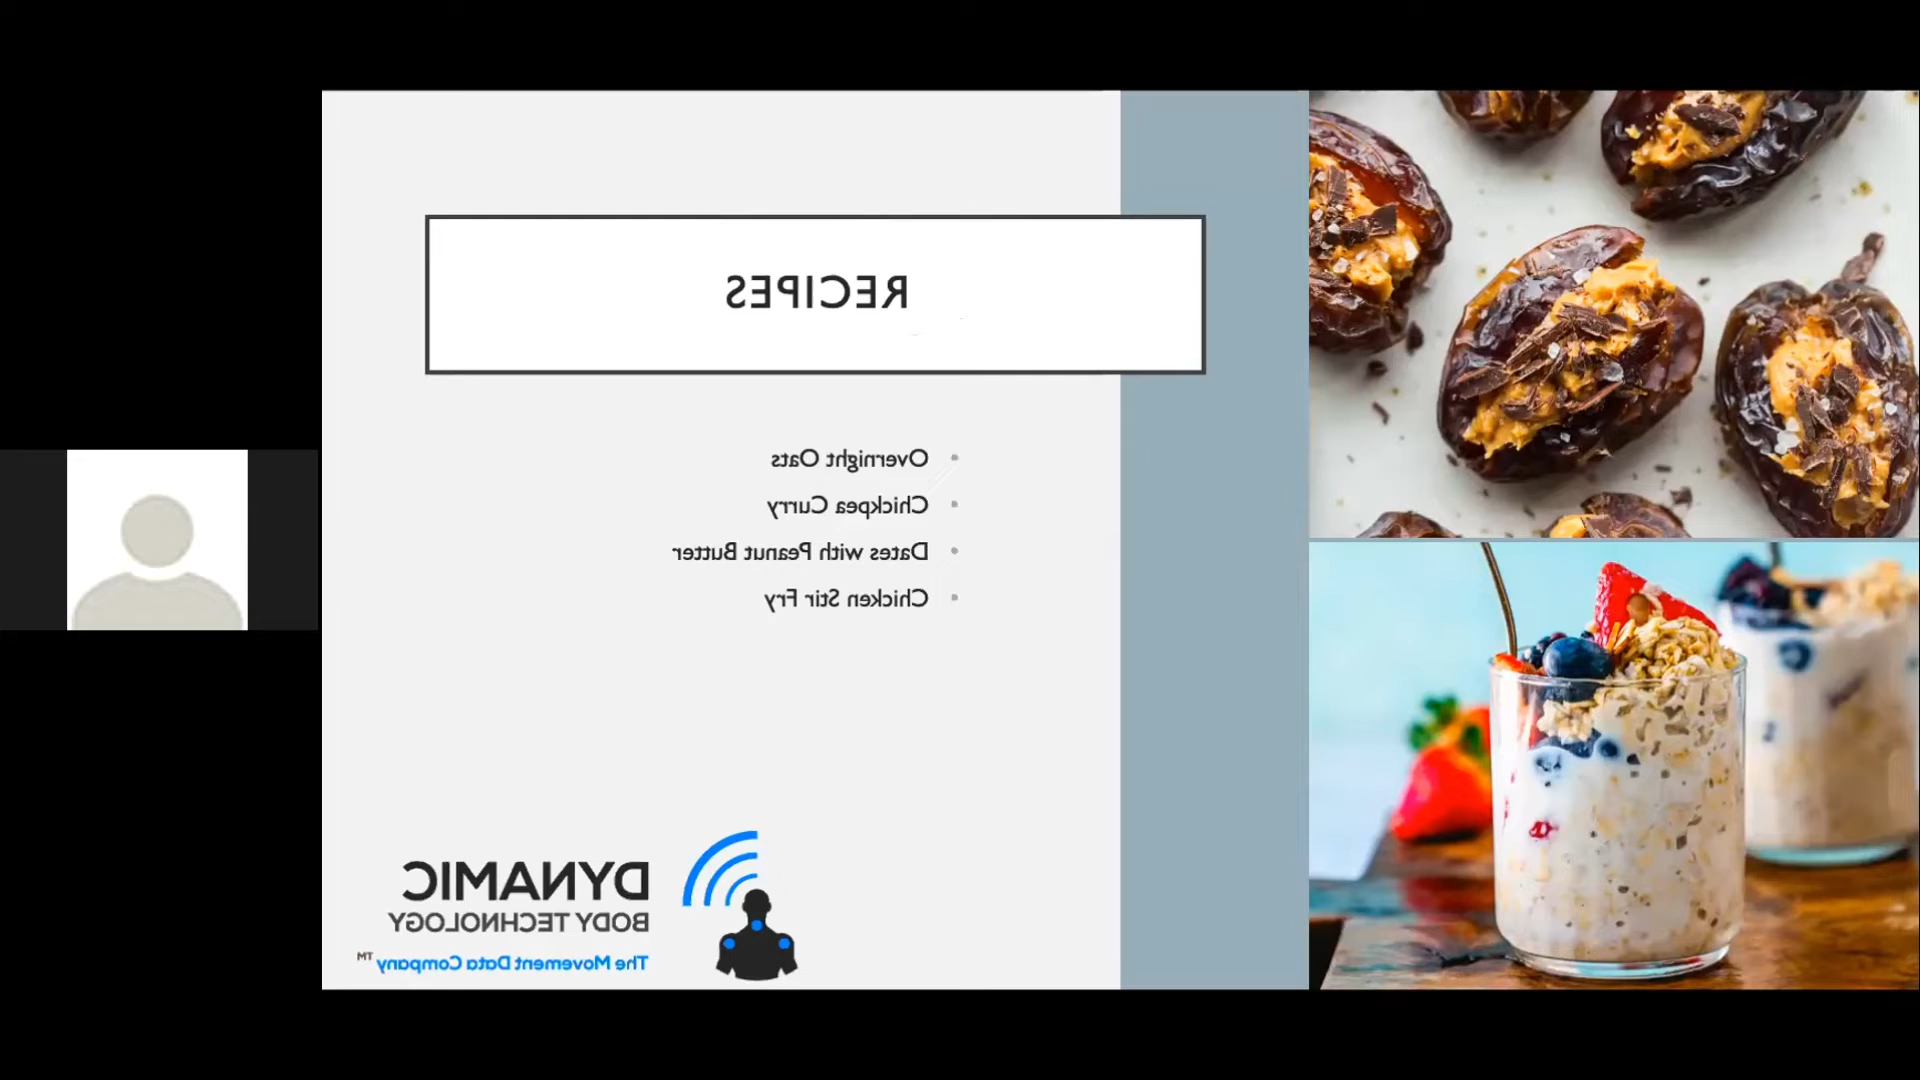 RECIPES
• Overnight Oats
• Chickpea Curry
• Dates with Peanut Butter
• Chicken Stir Fry
DYNAMIC
BODY TECHNOLOGY
The Movement Data Company™